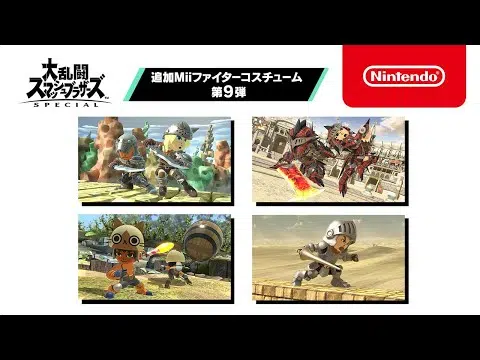 大乱闘
スマッシュブラザーズ
SPECIAL
追加Miiファイターコスチューム
第9弾
Nintendo